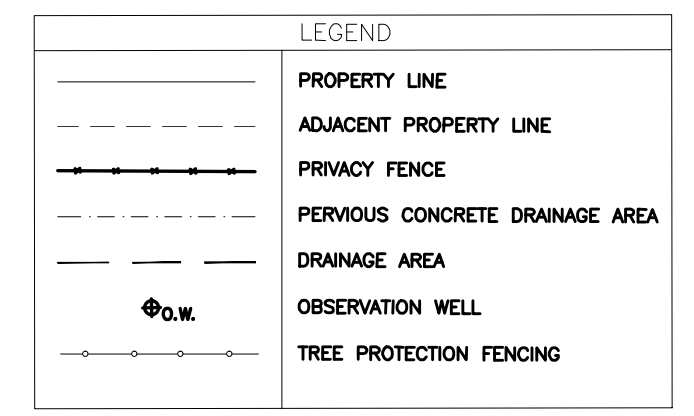 LEGEND
PROPERTY LINE
ADJACENT PROPERTY LINE
PRIVACY FENCE
PERVIOUS CONCRETE DRAINAGE AREA
DRAINAGE AREA
O.W. OBSERVATION WELL
TREE PROTECTION FENCING